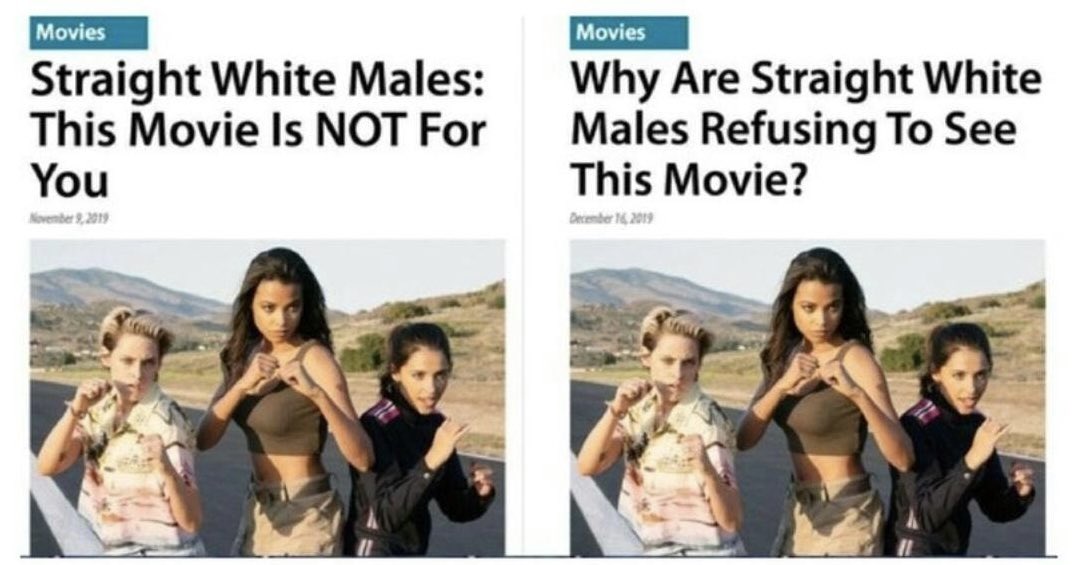 Movies
Straight White Males:
This Movie Is NOT For
You
November 9, 2019
Movies
Why Are Straight White
Males Refusing To See
This Movie?
December 16, 2019